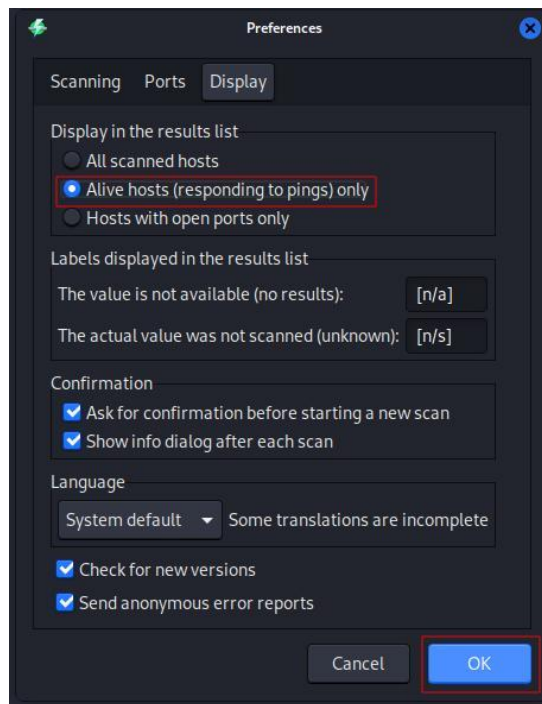 Preferences
Scanning Ports Display
Display in the results list
All scanned hosts
Alive hosts (responding to pings) only
Hosts with open ports only
Labels displayed in the results list
The value is not available (no results): [n/a]
The actual value was not scanned (unknown): [n/s]
Confirmation
Ask for confirmation before starting a new scan
Show info dialog after each scan
Language
System default Some translations are incomplete
Check for new versions
Send anonymous error reports
Cancel OK